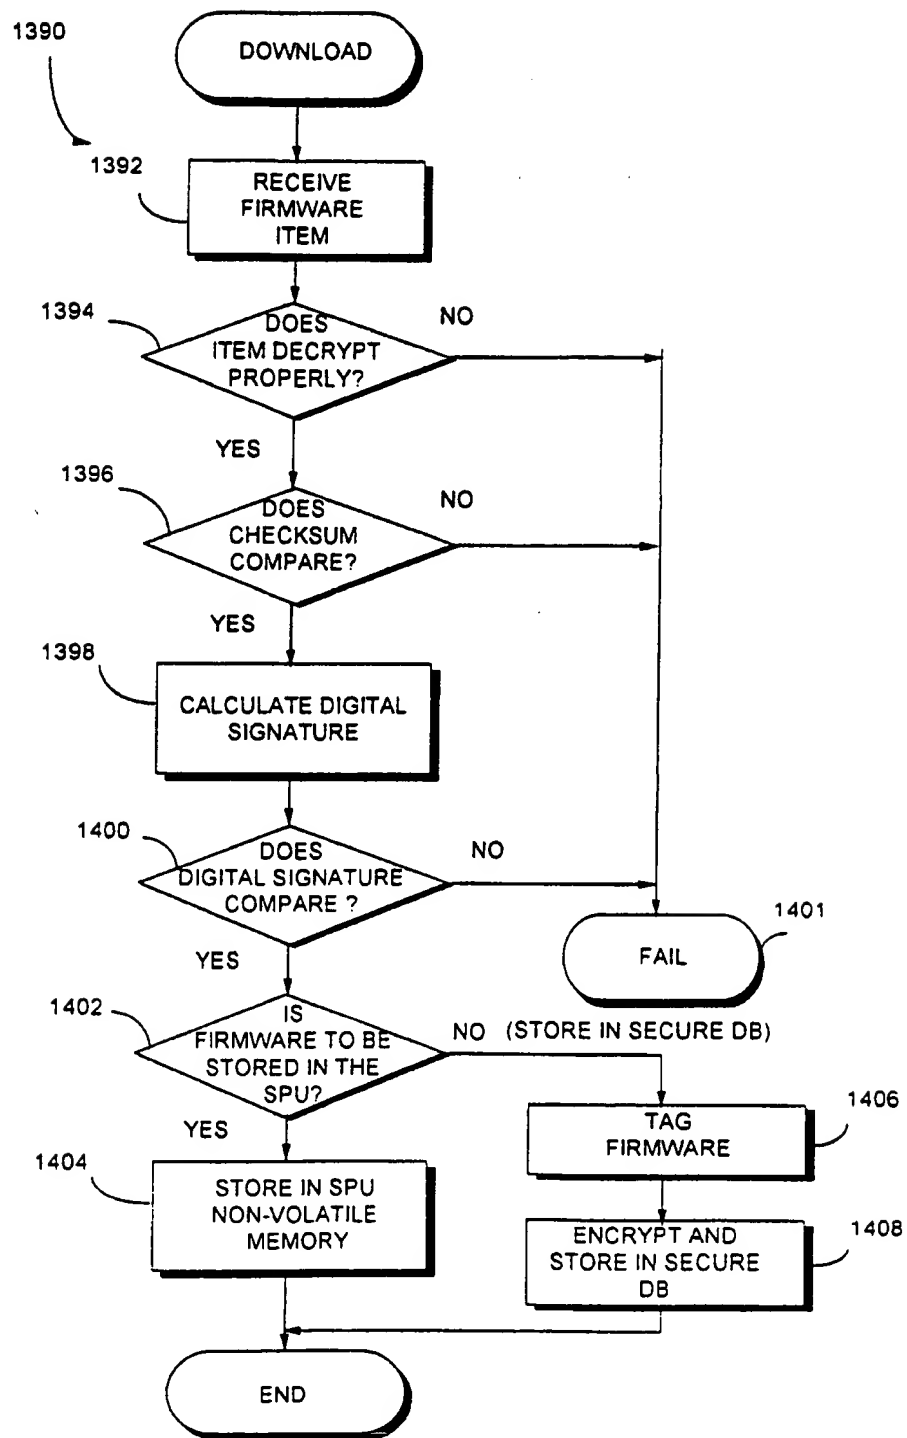 1390
DOWNLOAD
1392
RECEIVE
FIRMWARE
ITEM
1394
DOES
ITEM DECRYPT
PROPERLY?
NO
YES
1396
DOES
CHECKSUM
COMPARE?
NO
YES
1398
CALCULATE DIGITAL
SIGNATURE
1400
DOES
DIGITAL SIGNATURE
COMPARE ?
NO
YES
1401
FAIL
1402
IS
FIRMWARE TO BE
STORED IN THE
SPU?
NO (STORE IN SECURE DB)
YES
1406
TAG
FIRMWARE
1404
STORE IN SPU
NON-VOLATILE
MEMORY
1408
ENCRYPT AND
STORE IN SECURE
DB
END